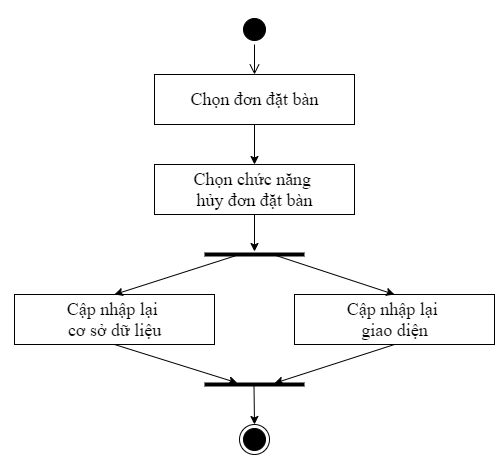 Chọn đơn đặt bàn
Chọn chức năng
hủy đơn đặt bàn
Cập nhập lại
cơ sở dữ liệu
Cập nhập lại
giao diện